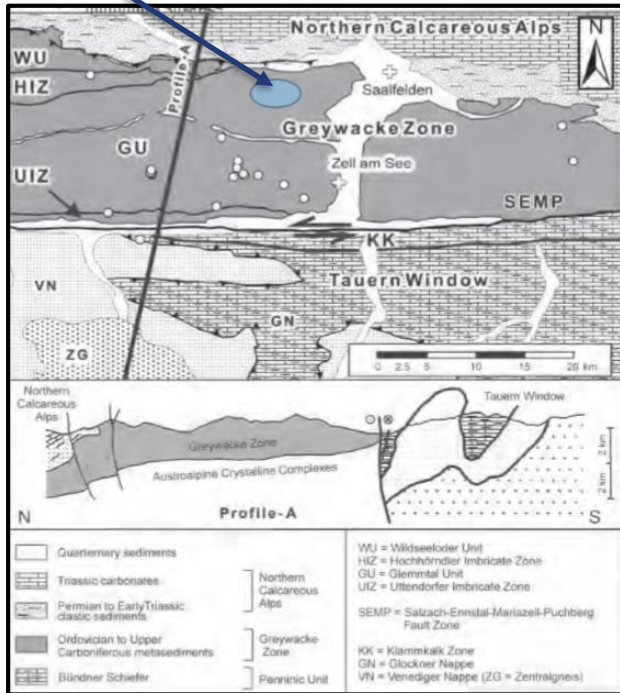 Northern Calcareous Alps
N
WU
HIZ
Profile-A
Saalfelden
Greywacke Zone
GU
Zell am See
UIZ
SEMP
KK
VN
Tauern Window
GN
ZG
0 2.5 5 10 15 20 km
Northern
Calcareous
Alps
Tauern Window
Greywacke Zone
Austroalpine Crystalline Complexes
2 km
2 km
N
Profile-A
S
Quaternary sediments
Triassic carbonates
Permian to EarlyTriassic
clastic sediments
Northern
Calcareous
Alps
Ordovician to Upper
Carboniferous metasediments
Greywacke
Zone
Bündner Schiefer
Penninic Unit
WU = Wildseeloder Unit
HIZ = Hochhörndler Imbricate Zone
GU = Glemmtal Unit
UIZ = Uttendorfer Imbricate Zone
SEMP = Salzach-Ennstal-Mariazell-Puchberg
Fault Zone
KK = Klammkalk Zone
GN = Glockner Nappe
VN = Venediger Nappe (ZG = Zentralgneis)